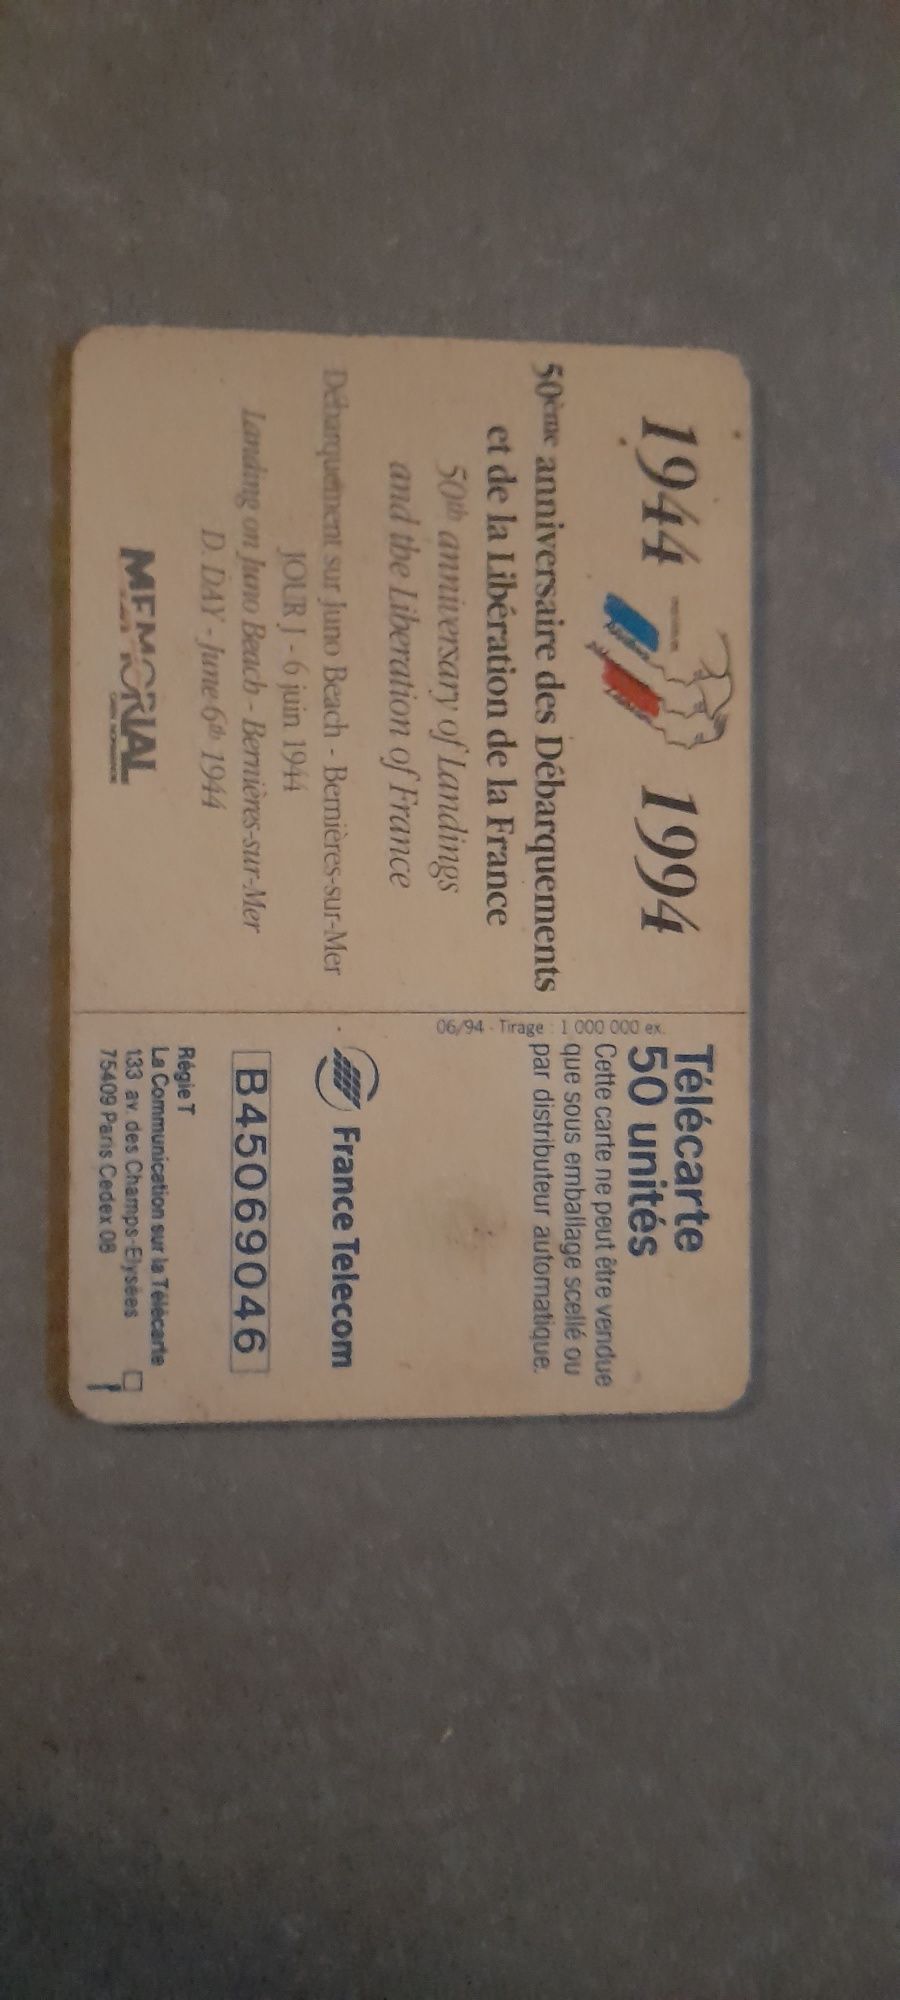 1944 1994
50ème anniversaire des Débarquements
et de la Libération de la France
50th anniversary of Landings
and the Liberation of France
Débarquement sur Juno Beach - Bernières-sur-Mer
JOUR J - 6 juin 1944
Landing on Juno Beach - Bernières-sur-Mer
D. DAY - June 6th 1944
MEMORIAL
06/94 - Tirage : 1 000 000 ex.
Télécarte
50 unités
Cette carte ne peut être vendue
que sous emballage scellé ou
par distributeur automatique.
France Telecom
B45069046
Régie T
La Communication sur la Télécarte
133 av. des Champs-Elysées
75409 Paris Cedex 08